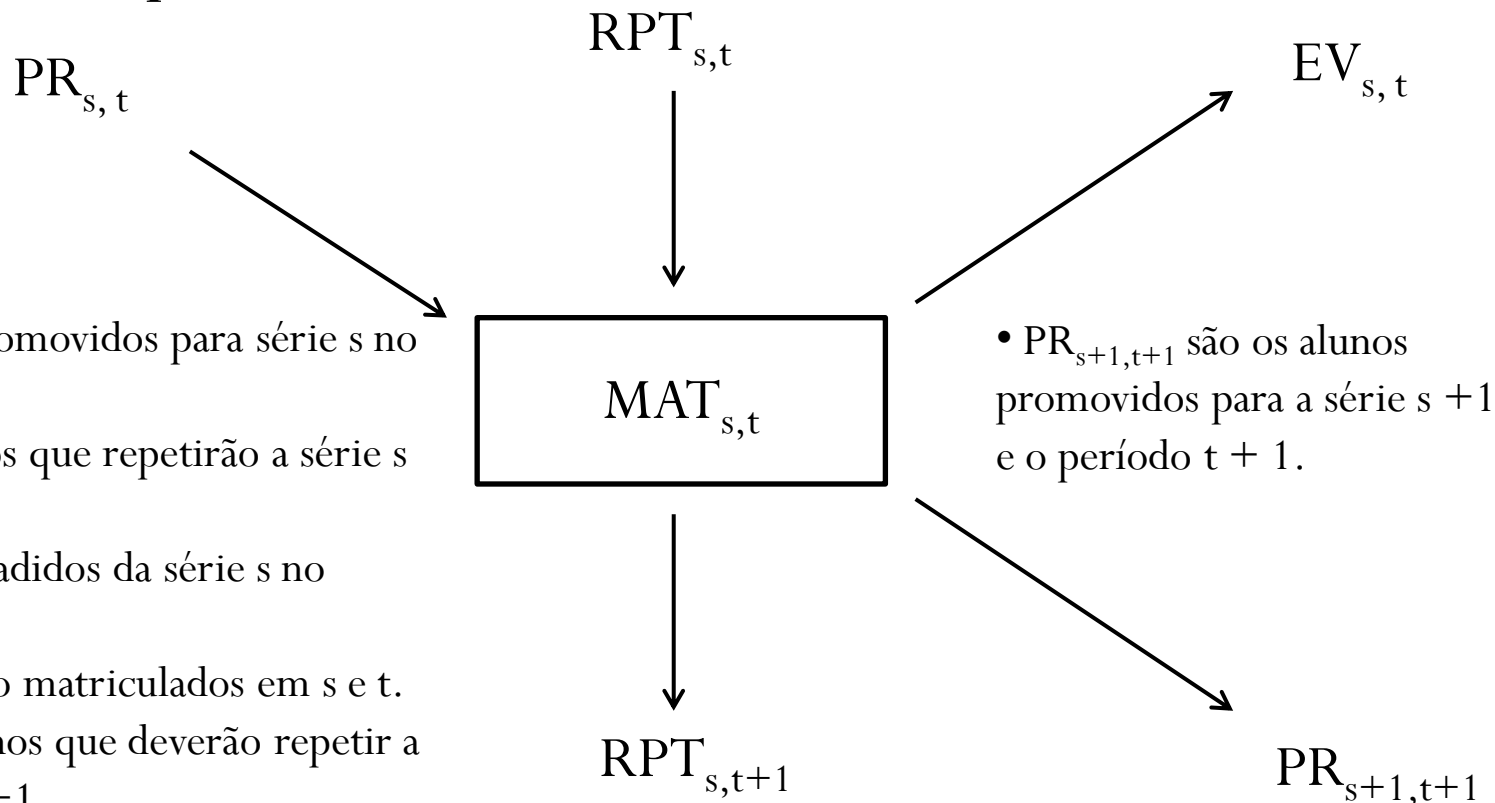 RPT s,t
PR s, t
EV s, t
omovidos para série s no
MAT s,t
• PR s+1,t+1 são os alunos
promovidos para a série s +1
e o período t + 1.
s que repetirão a série s
adidos da série s no
o matriculados em s e t.
nos que deverão repetir a
RPT s,t+1
PR s+1,t+1